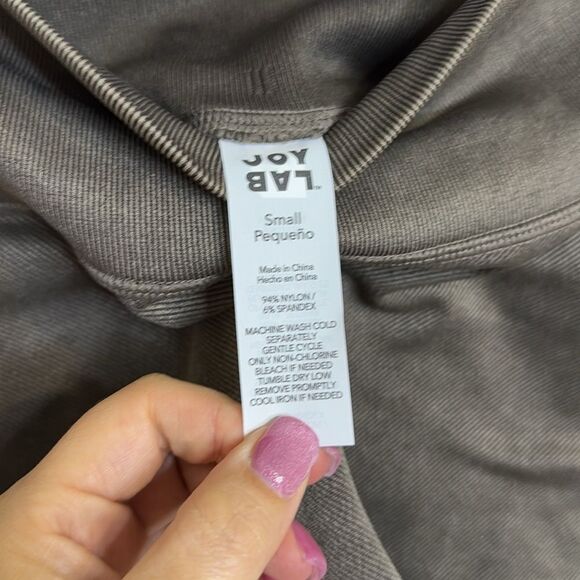 JOY
LAB™
Small
Pequeño
Made in China
Hecho en China
94% NYLON /
6% SPANDEX
MACHINE WASH COLD
SEPARATELY
GENTLE CYCLE
ONLY NON-CHLORINE
BLEACH IF NEEDED
TUMBLE DRY LOW
REMOVE PROMPTLY
COOL IRON IF NEEDED